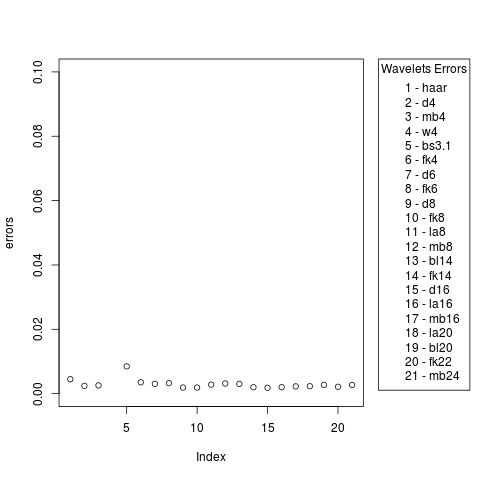 0.10
0.08
0.06
0.04
0.02
0.00
errors
5
10
15
20
Index
Wavelets Errors
1 - haar
2 - d4
3 - mb4
4 - w4
5 - bs3.1
6 - fk4
7 - d6
8 - fk6
9 - d8
10 - fk8
11 - la8
12 - mb8
13 - bl14
14 - fk14
15 - d16
16 - la16
17 - mb16
18 - la20
19 - bl20
20 - fk22
21 - mb24